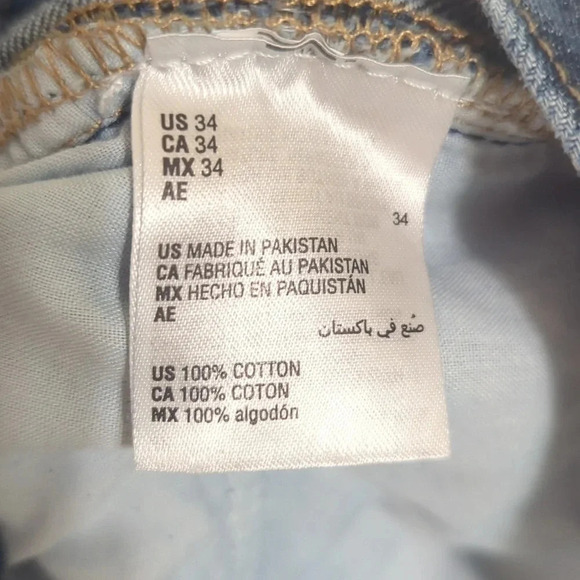 US 34
CA 34
MX 34
AE
34
US MADE IN PAKISTAN
CA FABRIQUÉ AU PAKISTAN
MX HECHO EN PAQUISTÁN
AE
صُنع في باكستان
US 100% COTTON
CA 100% COTON
MX 100% algodón